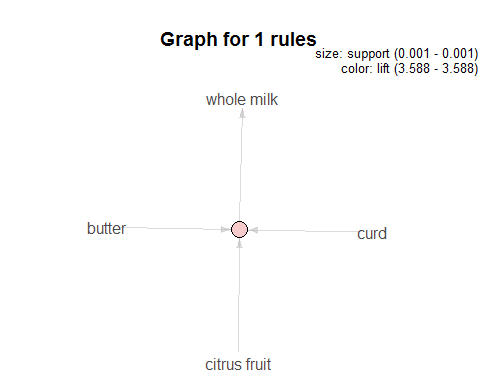 Graph for 1 rules
size: support (0.001 - 0.001)
color: lift (3.588 - 3.588)
whole milk
butter
curd
citrus fruit